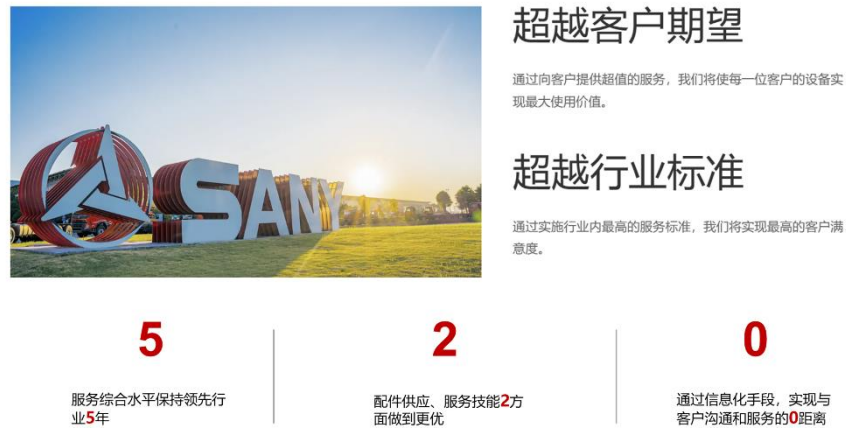 SANY
超越客户期望
通过向客户提供超值的服务，我们将使每一位客户的设备实
现最大使用价值。
超越行业标准
通过实施行业内最高的服务标准，我们将实现最高的客户满
意度。
5
服务综合水平保持领先行
业5年
2
配件供应、服务技能2方
面做到更优
0
通过信息化手段，实现与
客户沟通和服务的0距离